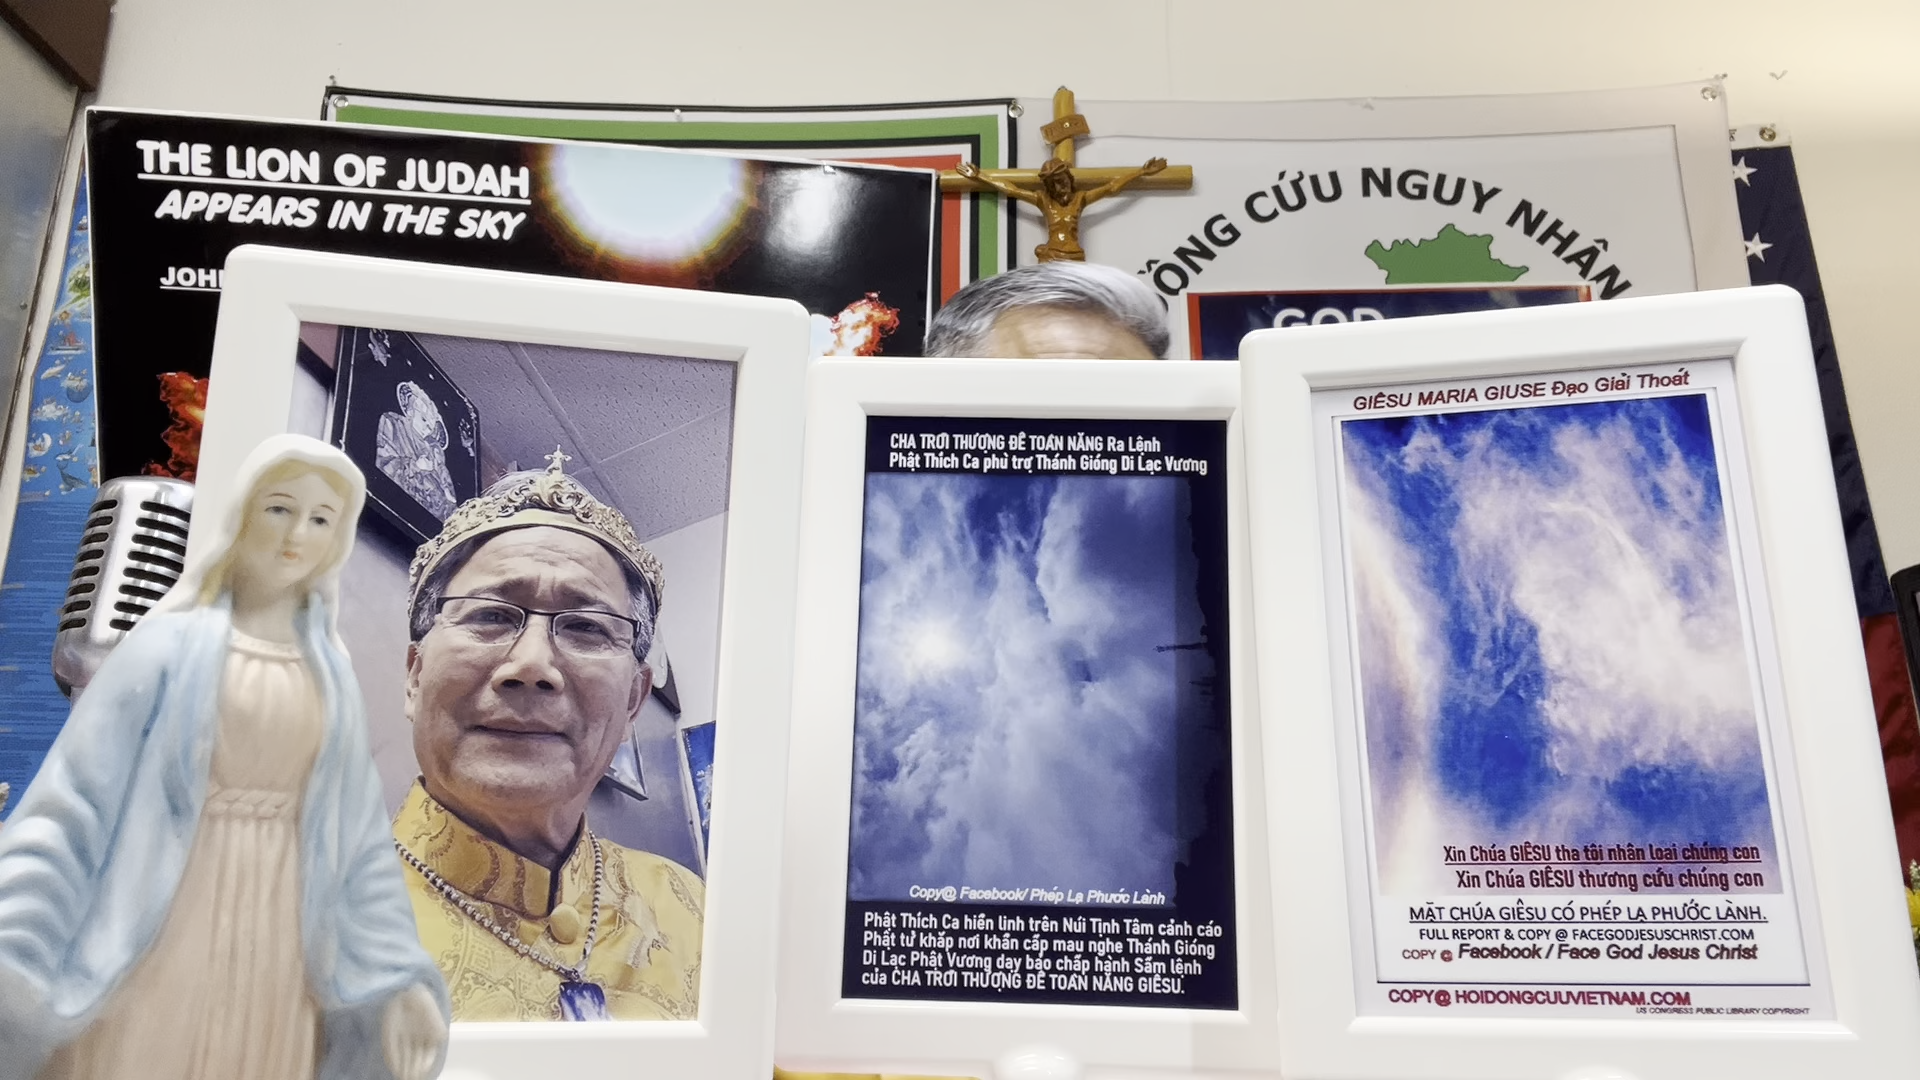 THE LION OF JUDAH
APPEARS IN THE SKY
CỨU NGUY NHÂN
GOD
CHA TRỜI THƯỢNG ĐẾ TOÀN NĂNG Ra Lệnh
Phật Thích Ca phù trợ Thánh Gióng Di Lạc Vương
Copy@ Facebook/ Phép Lạ Phước Lành
Phật Thích Ca hiển linh trên Núi Tịnh Tâm cảnh cáo
Phật tử khắp nơi khẩn cấp mau nghe Thánh Gióng
Di Lạc Phật Vương dạy bảo chấp hành Sấm lệnh
của CHA TRỜI THƯỢNG ĐẾ TOÀN NĂNG GIÊSU.
GIÊSU MARIA GIUSE Đạo Giải Thoát
Xin Chúa GIÊSU tha tội nhân loại chúng con
Xin Chúa GIÊSU thương cứu chúng con
MẶT CHÚA GIÊSU CÓ PHÉP LẠ PHƯỚC LÀNH.
FULL REPORT & COPY @ FACEGODJESUSCHRIST.COM
COPY @ Facebook / Face God Jesus Christ
COPY@ HOIDONGCUUVIETNAM.COM
US CONGRESS PUBLIC LIBRARY COPYRIGHT